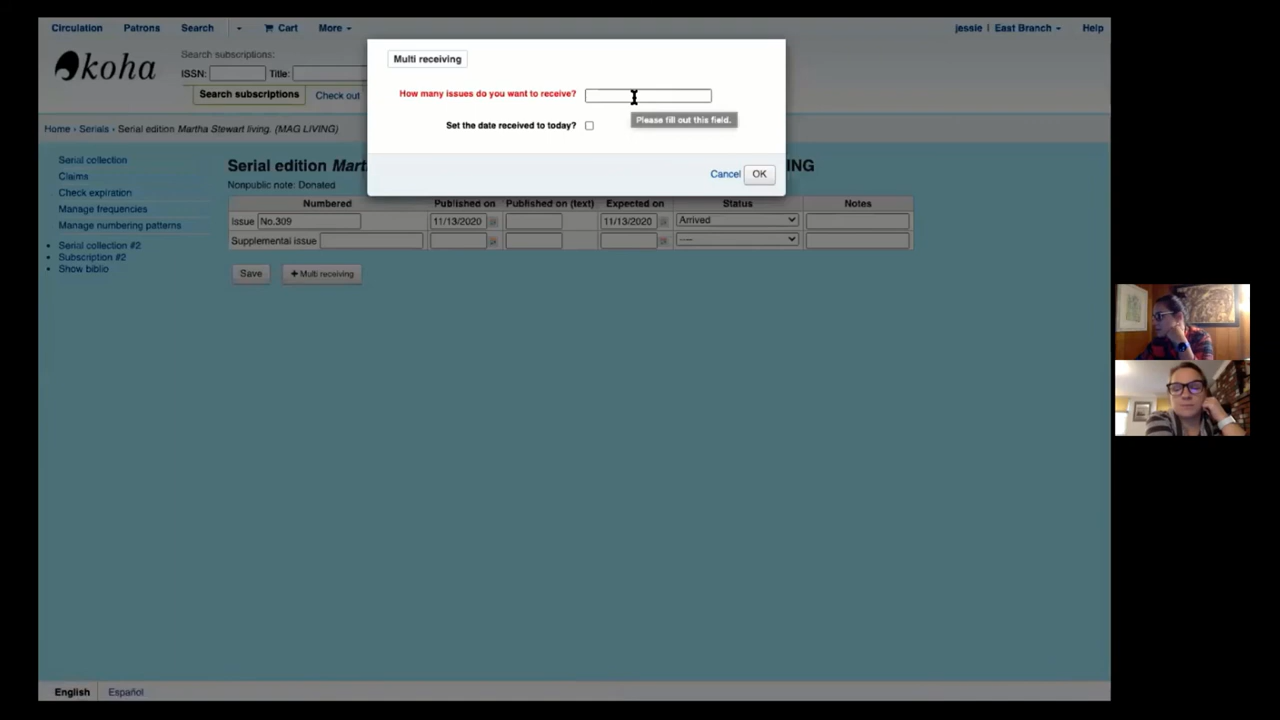 Circulation Patrons Search Cart More jessie | East Branch Help
koha
Search subscriptions:
ISSN: Title:
Search subscriptions Check out
Home › Serials › Serial edition Martha Stewart living. (MAG LIVING)
Multi receiving
How many issues do you want to receive?
Please fill out this field.
Set the date received to today?
Cancel OK
Serial collection
Claims
Check expiration
Manage frequencies
Manage numbering patterns
Serial collection #2
Subscription #2
Show biblio
Serial edition Mart ING
Nonpublic note: Donated
Numbered Published on Published on (text) Expected on Status Notes
Issue No.309 11/13/2020 11/13/2020 Arrived
Supplemental issue ----
Save + Multi receiving
English Español